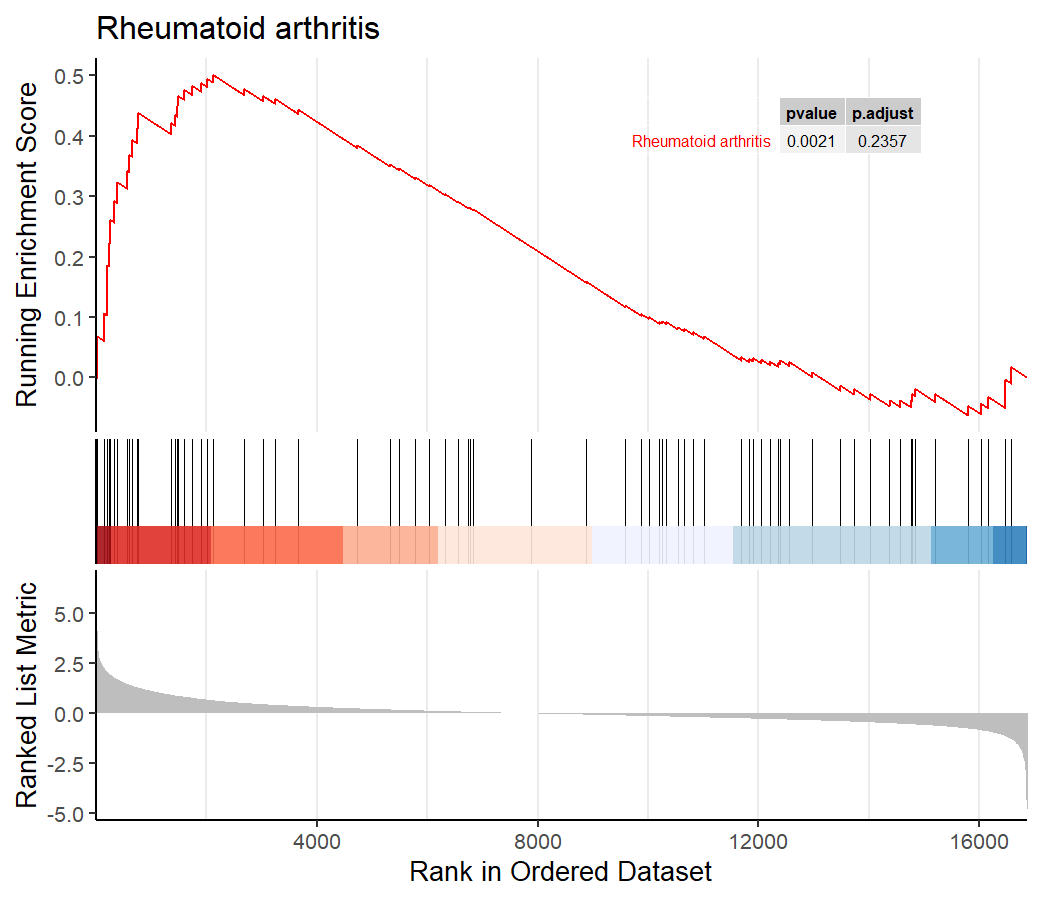 Rheumatoid arthritis
Running Enrichment Score
0.5
0.4
0.3
0.2
0.1
0.0
pvalue p.adjust
Rheumatoid arthritis 0.0021 0.2357
Ranked List Metric
5.0
2.5
0.0
-2.5
-5.0
4000 8000 12000 16000
Rank in Ordered Dataset